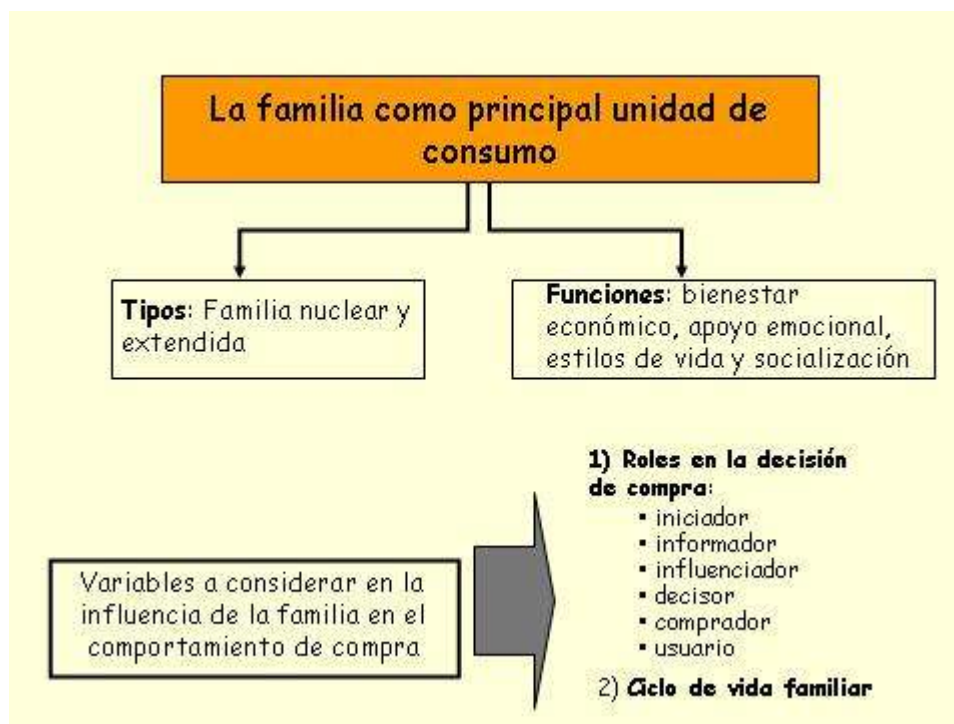 La familia como principal unidad de
consumo
Tipos: Familia nuclear y
extendida
Funciones: bienestar
económico, apoyo emocional,
estilos de vida y socialización
Variables a considerar en la
influencia de la familia en el
comportamiento de compra
1) Roles en la decisión
de compra:
▪ iniciador
▪ informador
▪ influenciador
▪ decisor
▪ comprador
▪ usuario
2) Ciclo de vida familiar